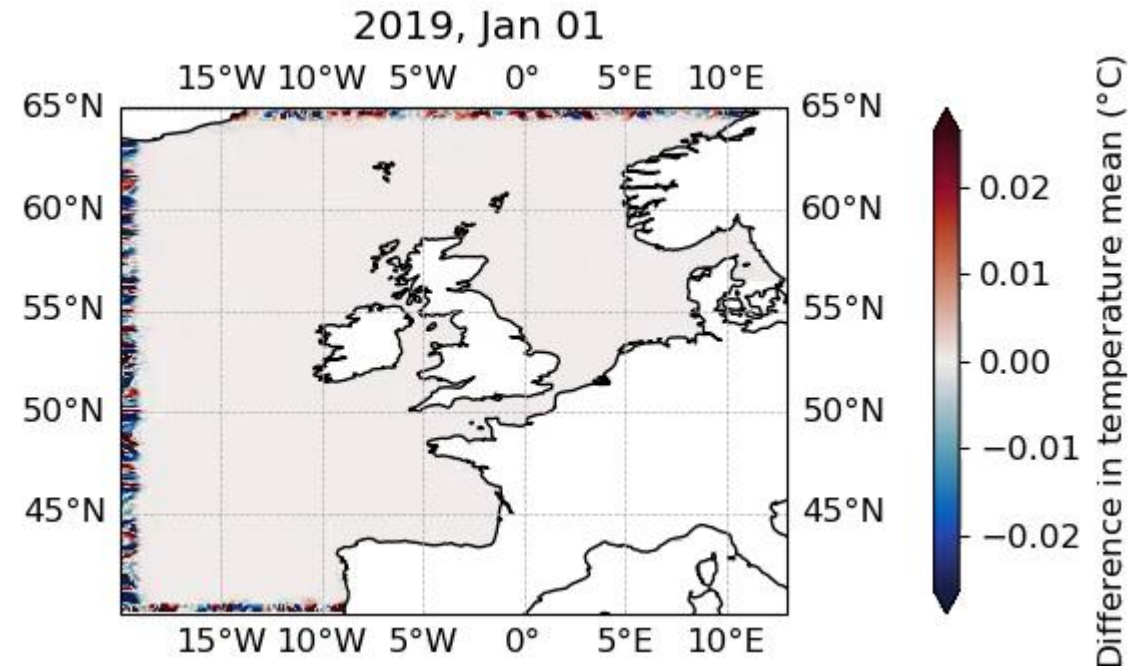 2019, Jan 01
15°W 10°W 5°W 0° 5°E 10°E
65°N 65°N
60°N 60°N
55°N 55°N
50°N 50°N
45°N 45°N
15°W 10°W 5°W 0° 5°E 10°E
0.02
0.01
0.00
−0.01
−0.02
Difference in temperature mean (°C)